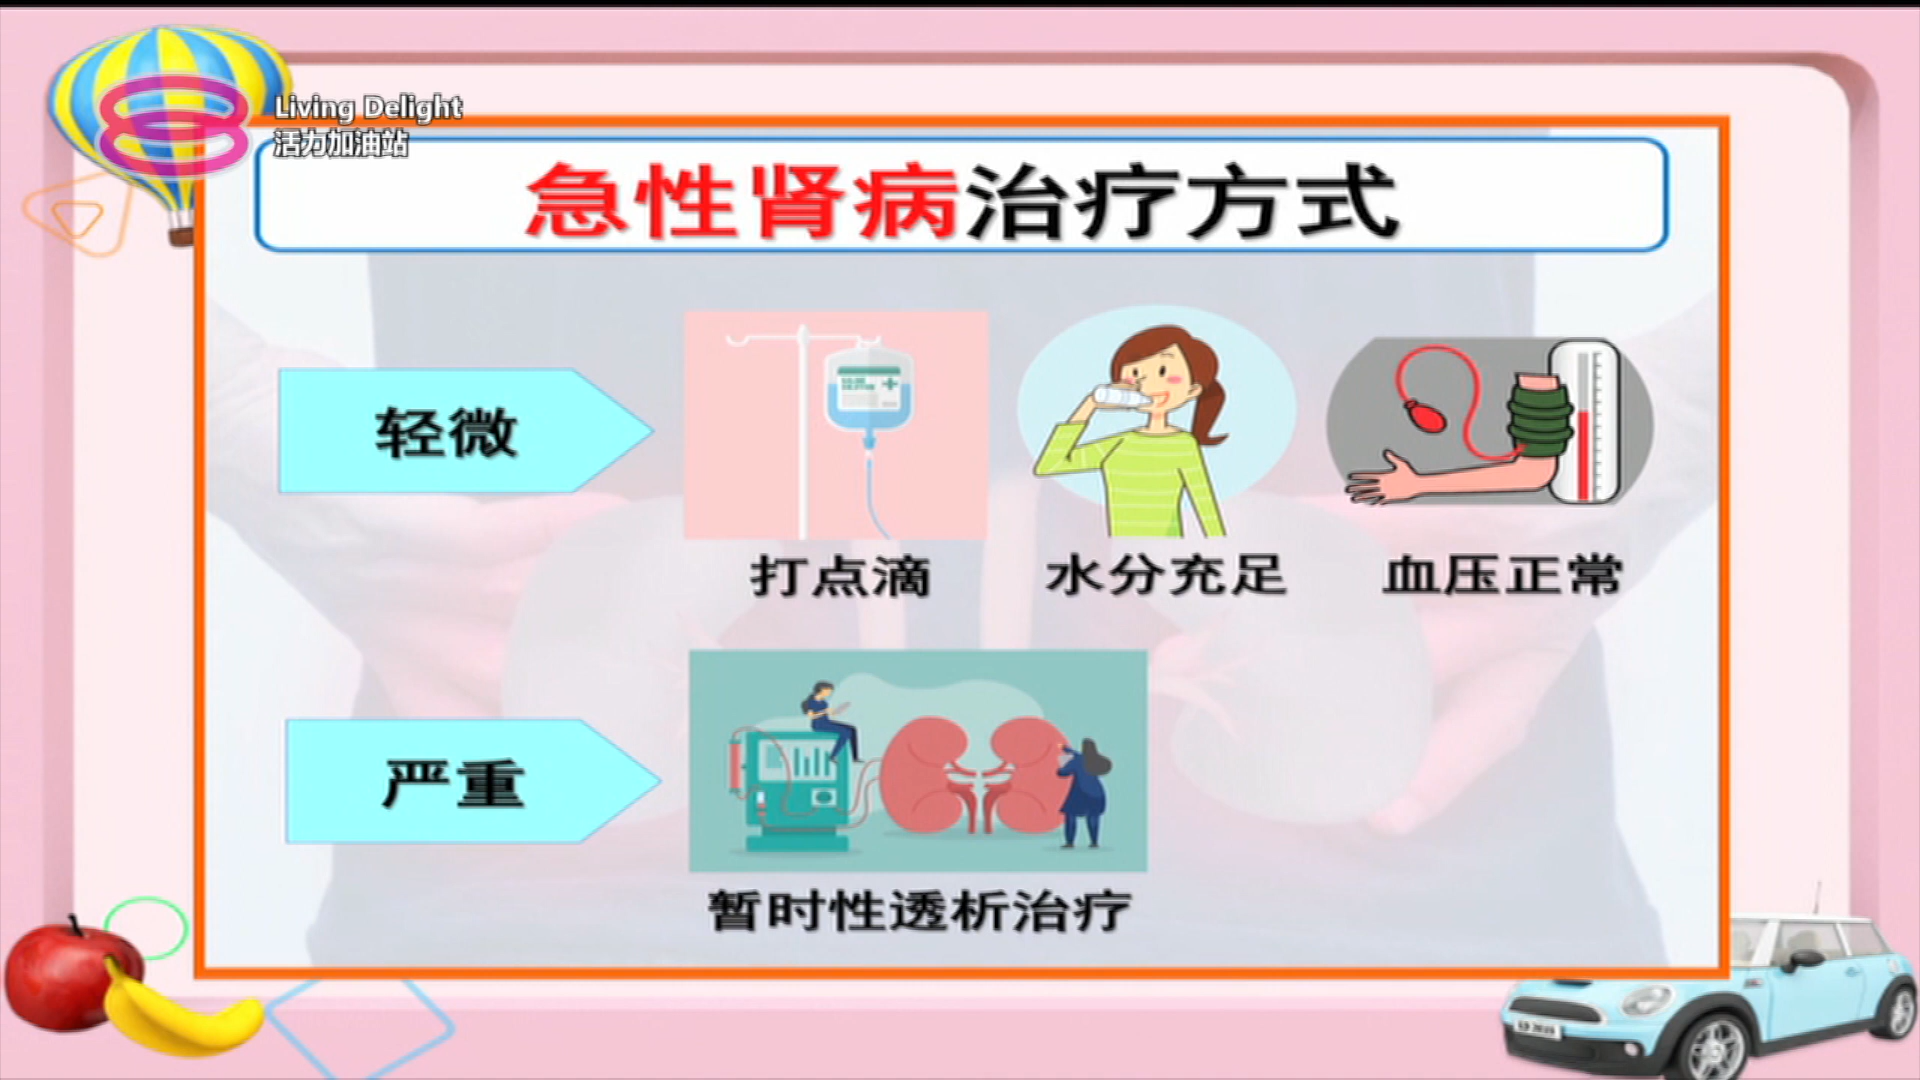 Living Delight
活力加油站
急性肾病治疗方式
轻微
打点滴
水分充足
血压正常
严重
暂时性透析治疗